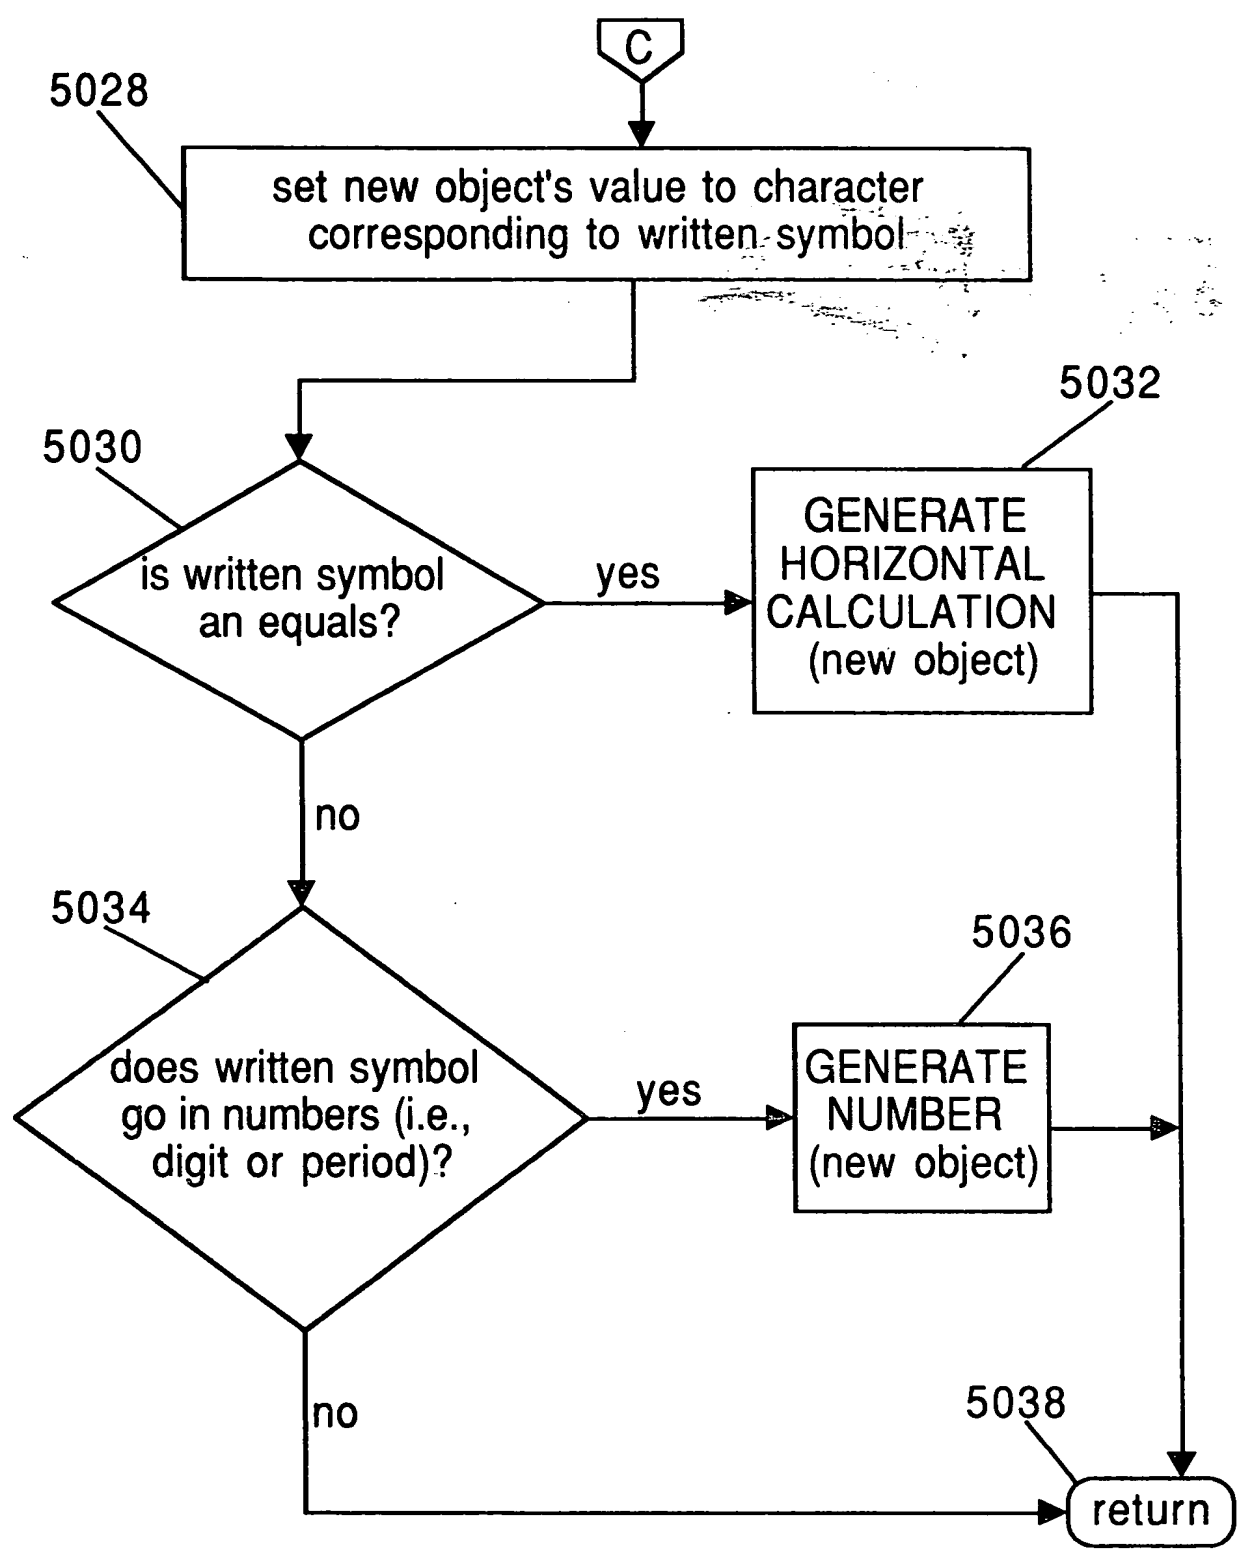 C
5028
set new object's value to character
corresponding to written symbol
5030
is written symbol
an equals?
yes
5032
GENERATE
HORIZONTAL
CALCULATION
(new object)
no
5034
does written symbol
go in numbers (i.e.,
digit or period)?
yes
5036
GENERATE
NUMBER
(new object)
no
5038
return